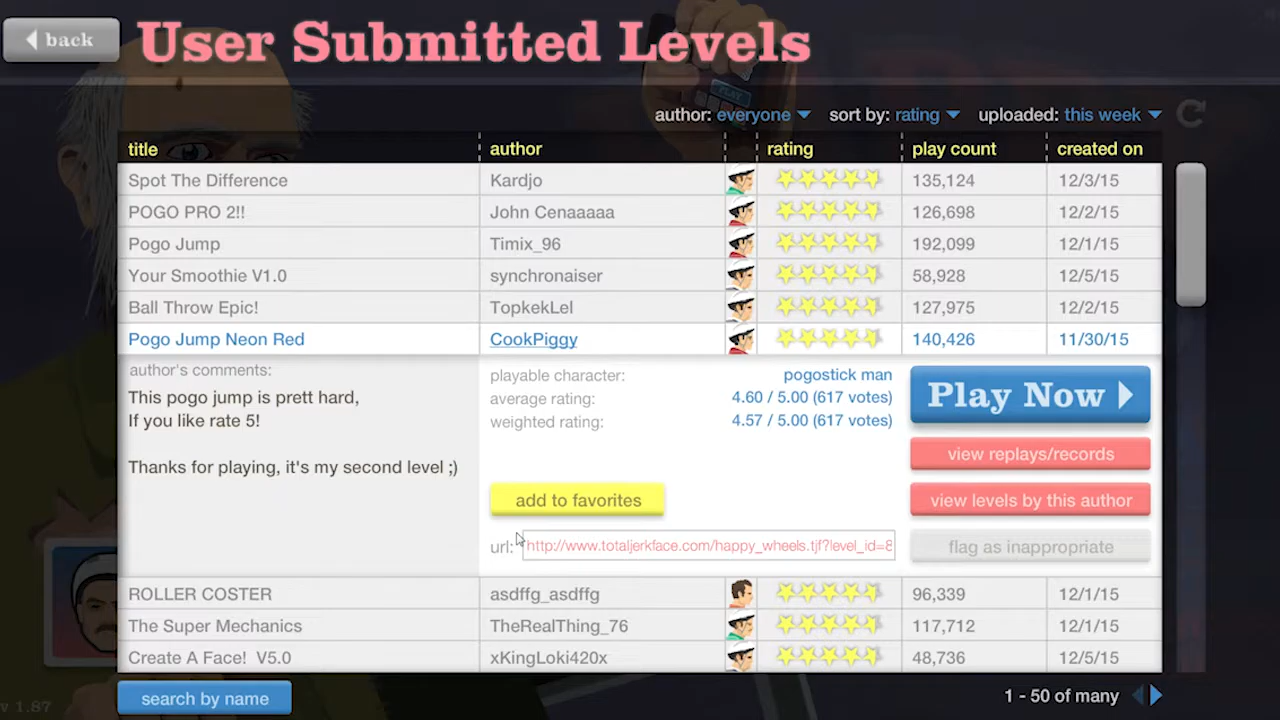 back
User Submitted Levels
author: everyone sort by: rating uploaded: this week
title author rating play count created on
Spot The Difference Kardjo 135,124 12/3/15
POGO PRO 2!! John Cenaaaaa 126,698 12/2/15
Pogo Jump Timix_96 192,099 12/1/15
Your Smoothie V1.0 synchronaiser 58,928 12/5/15
Ball Throw Epic! TopkekLel 127,975 12/2/15
Pogo Jump Neon Red CookPiggy 140,426 11/30/15
author's comments:
This pogo jump is prett hard,
If you like rate 5!
Thanks for playing, it's my second level ;)
playable character: pogostick man
average rating: 4.60 / 5.00 (617 votes)
weighted rating: 4.57 / 5.00 (617 votes)
add to favorites
url: http://www.totaljerkface.com/happy_wheels.tjf?level_id=8
Play Now
view replays/records
view levels by this author
flag as inappropriate
ROLLER COSTER asdffg_asdffg 96,339 12/1/15
The Super Mechanics TheRealThing_76 117,712 12/1/15
Create A Face! V5.0 xKingLoki420x 48,736 12/5/15
search by name
1 - 50 of many
v 1.87
PLAY